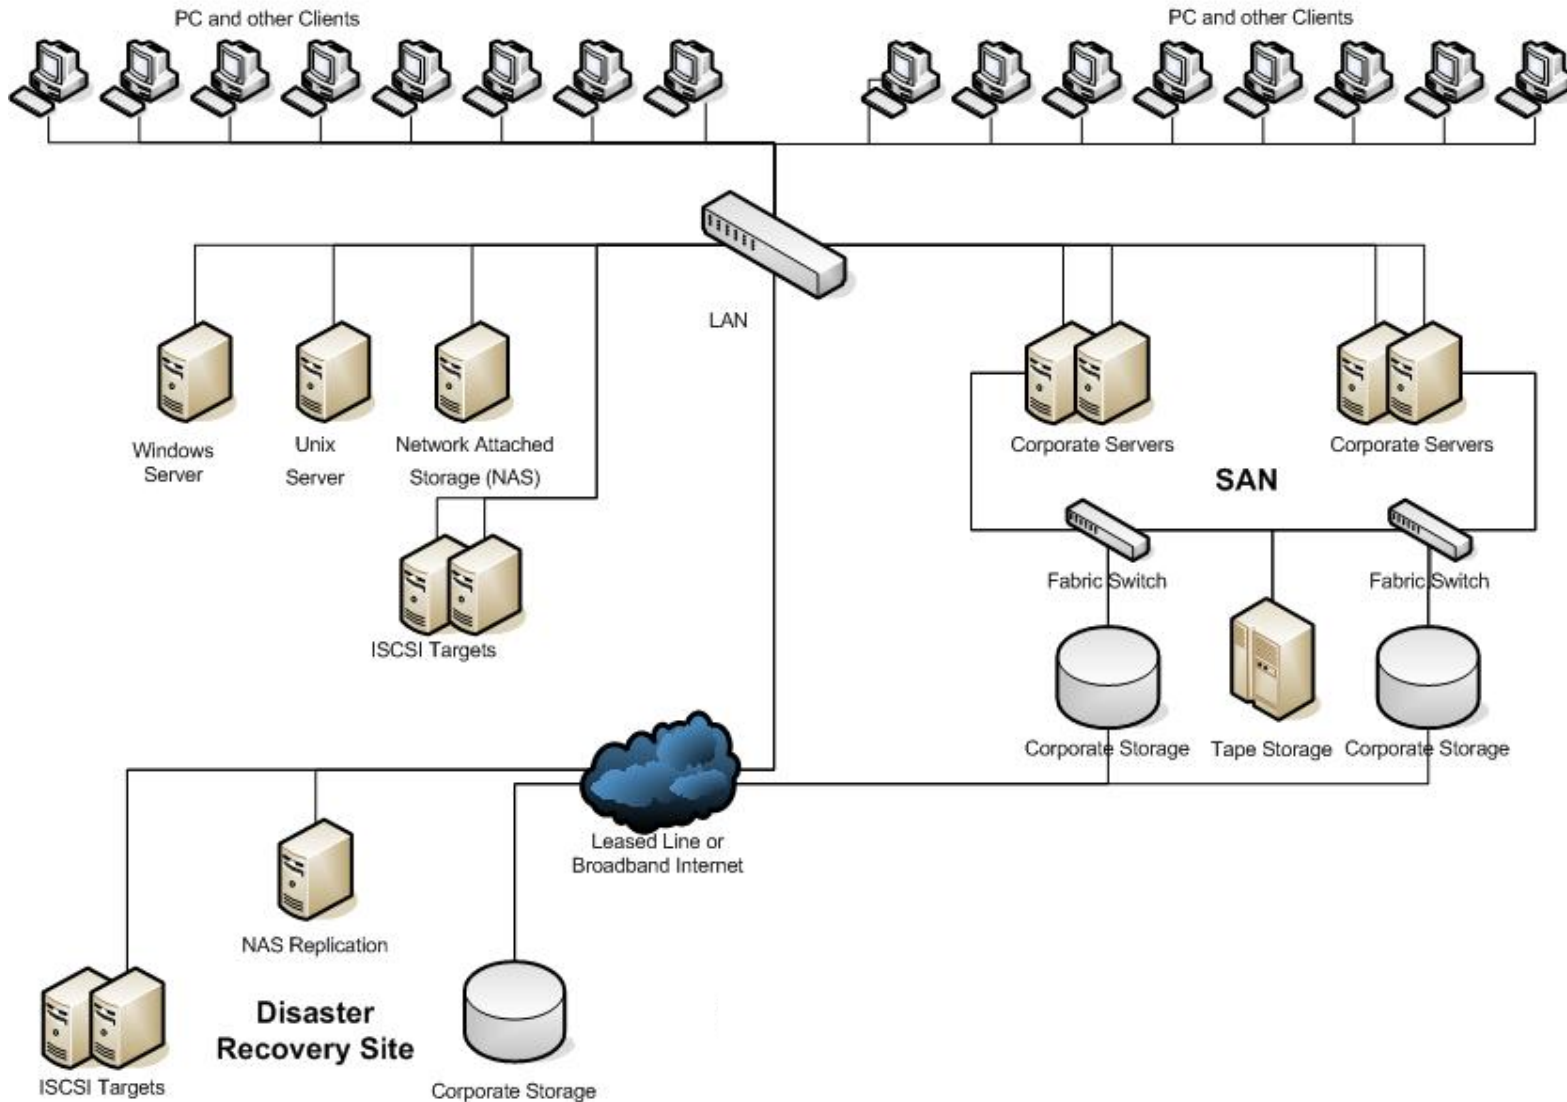 PC and other Clients
PC and other Clients
LAN
Windows
Server
Unix
Server
Network Attached
Storage (NAS)
Corporate Servers
Corporate Servers
SAN
Fabric Switch
Fabric Switch
ISCSI Targets
Corporate Storage
Tape Storage
Corporate Storage
Leased Line or
Broadband Internet
NAS Replication
Disaster
Recovery Site
ISCSI Targets
Corporate Storage